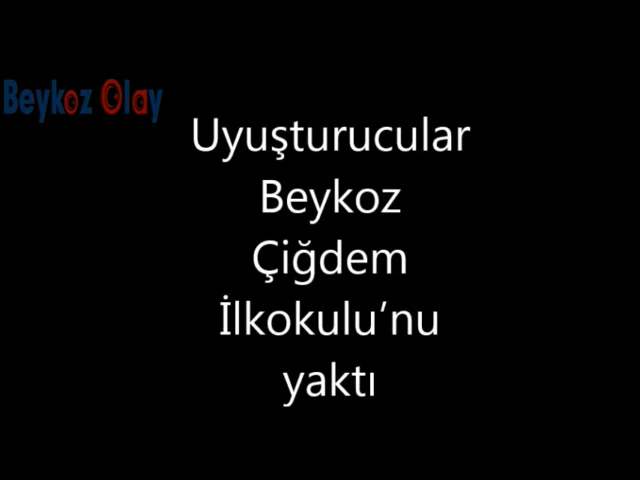 Beykoz Olay
Uyuşturucular
Beykoz
Çiğdem
İlkokulu’nu
yaktı